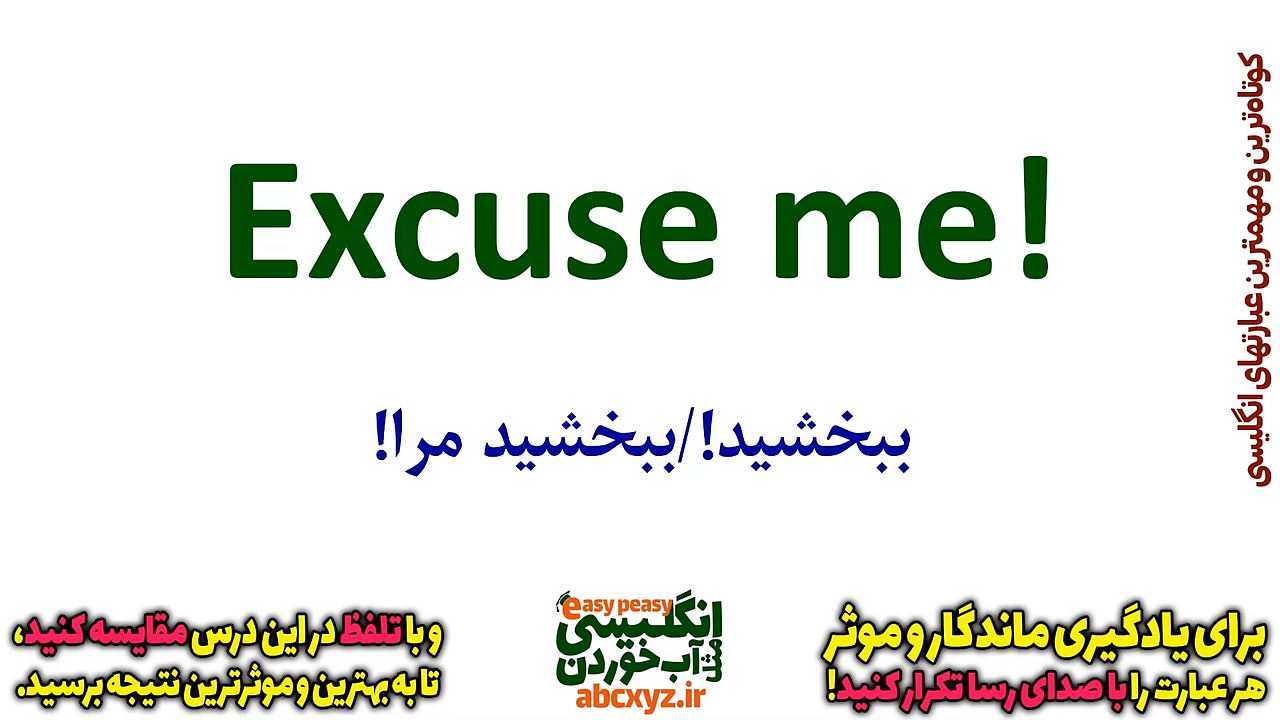 Excuse me!
ببخشید!/ببخشید مرا!
کوتاه‌ترین و مهمترین عبارتهای انگلیسی
برای یادگیری ماندگار و موثر
هر عبارت را با صدای رسا تکرار کنید!
و با تلفظ در این درس مقایسه کنید،
تا به بهترین و موثرترین نتیجه برسید.
easy peasy
انگلیسی
مثل آب خوردن
abcxyz.ir